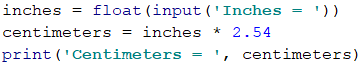 inches = float(input('Inches = '))
centimeters = inches * 2.54
print('Centimeters = ', centimeters)